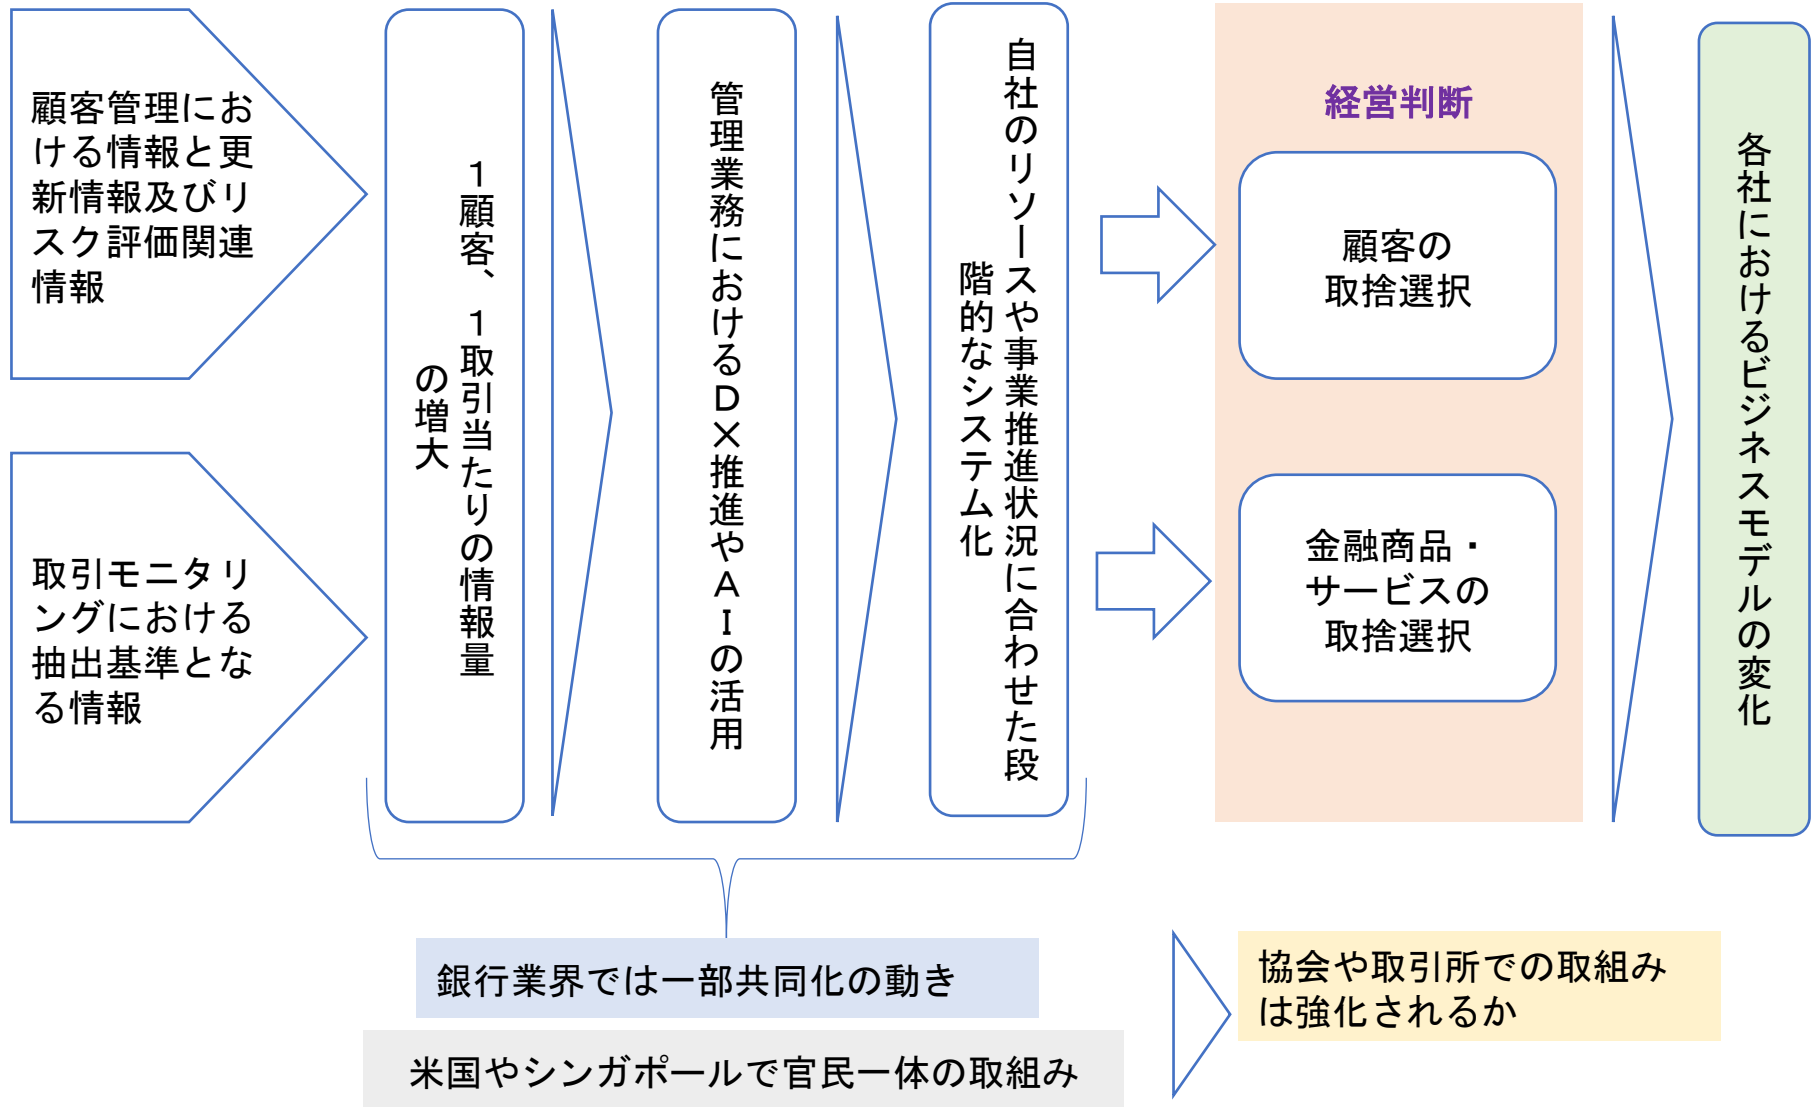 顧客管理にお
ける情報と更
新情報及びリ
スク評価関連
情報
取引モニタリ
ングにおける
抽出基準とな
る情報
１顧客、１取引当たりの情報量
の増大
管理業務におけるＤＸ推進やＡＩの活用
自社のリソースや事業推進状況に合わせた段
階的なシステム化
経営判断
顧客の
取捨選択
金融商品・
サービスの
取捨選択
各社におけるビジネスモデルの変化
銀行業界では一部共同化の動き
米国やシンガポールで官民一体の取組み
協会や取引所での取組み
は強化されるか